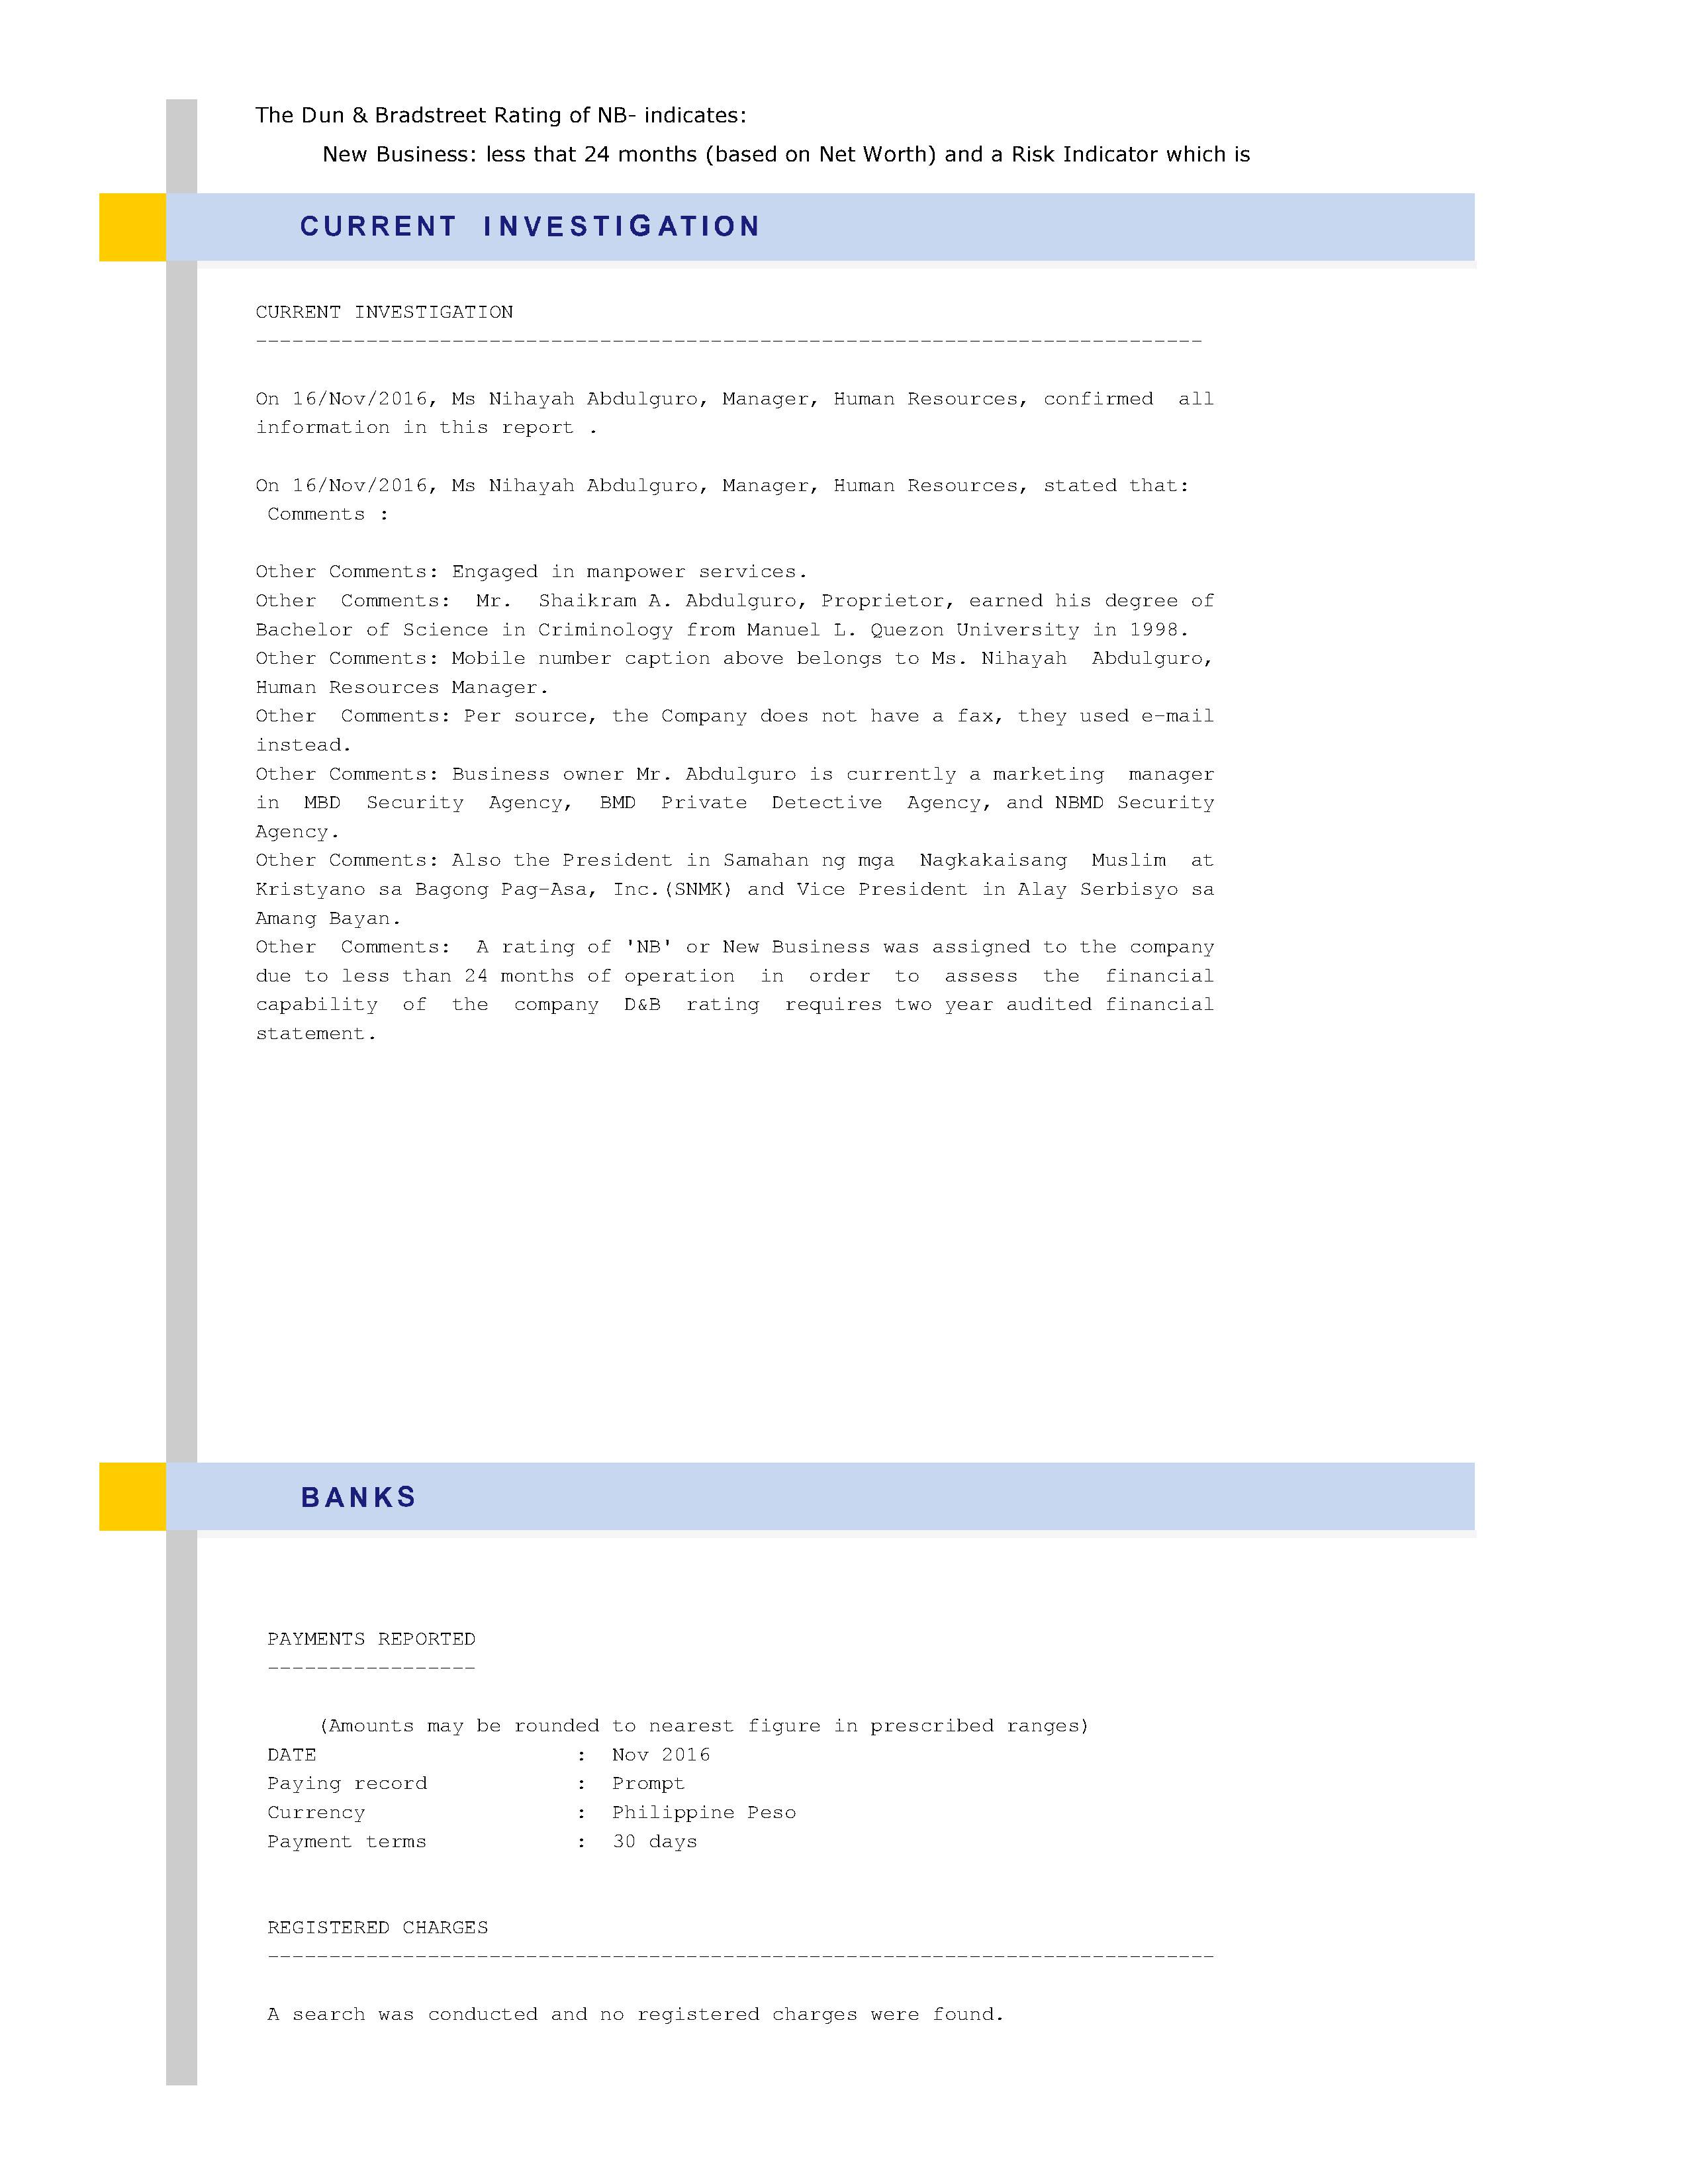 The Dun & Bradstreet Rating of NB- indicates:
New Business: less that 24 months (based on Net Worth) and a Risk Indicator which is
CURRENT INVESTIGATION
CURRENT INVESTIGATION
-----------------------------------------------------------------------------
On 16/Nov/2016, Ms Nihayah Abdulguro, Manager, Human Resources, confirmed all
information in this report .
On 16/Nov/2016, Ms Nihayah Abdulguro, Manager, Human Resources, stated that:
Comments :
Other Comments: Engaged in manpower services.
Other Comments: Mr. Shaikram A. Abdulguro, Proprietor, earned his degree of
Bachelor of Science in Criminology from Manuel L. Quezon University in 1998.
Other Comments: Mobile number caption above belongs to Ms. Nihayah Abdulguro,
Human Resources Manager.
Other Comments: Per source, the Company does not have a fax, they used e-mail
instead.
Other Comments: Business owner Mr. Abdulguro is currently a marketing manager
in MBD Security Agency, BMD Private Detective Agency, and NBMD Security
Agency.
Other Comments: Also the President in Samahan ng mga Nagkakaisang Muslim at
Kristyano sa Bagong Pag-Asa, Inc.(SNMK) and Vice President in Alay Serbisyo sa
Amang Bayan.
Other Comments: A rating of 'NB' or New Business was assigned to the company
due to less than 24 months of operation in order to assess the financial
capability of the company D&B rating requires two year audited financial
statement.
BANKS
PAYMENTS REPORTED
-----------------
(Amounts may be rounded to nearest figure in prescribed ranges)
DATE : Nov 2016
Paying record : Prompt
Currency : Philippine Peso
Payment terms : 30 days
REGISTERED CHARGES
-----------------------------------------------------------------------------
A search was conducted and no registered charges were found.